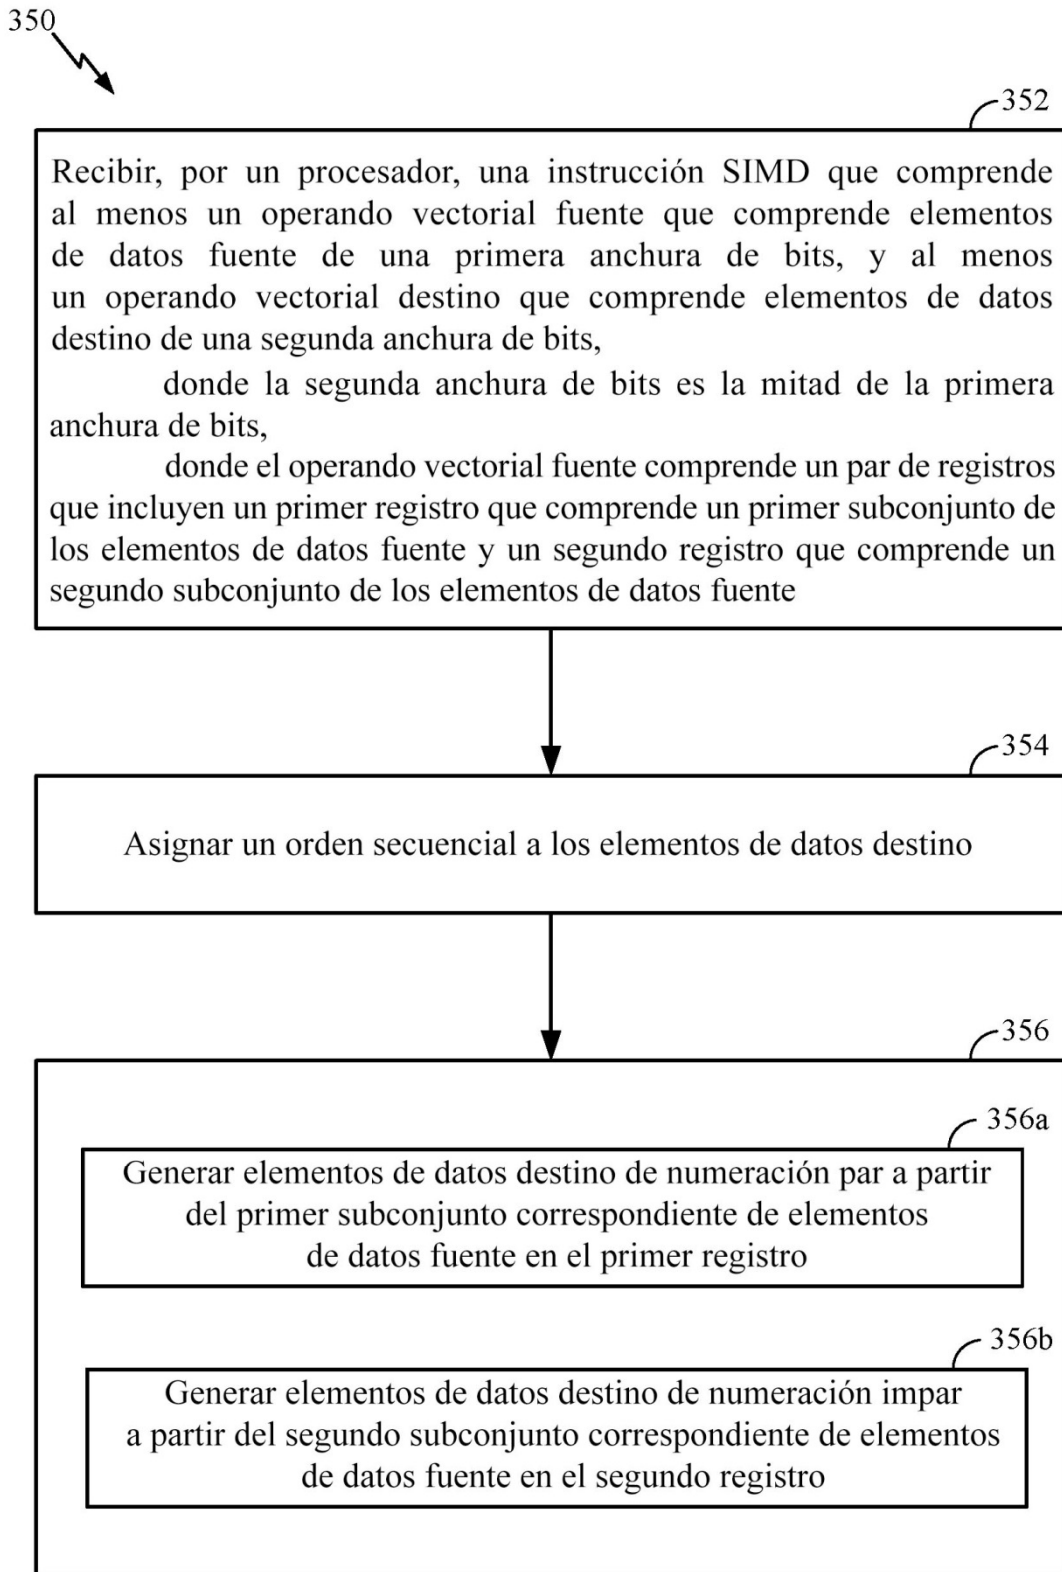 350
352
Recibir, por un procesador, una instrucción SIMD que comprende
al menos un operando vectorial fuente que comprende elementos
de datos fuente de una primera anchura de bits, y al menos
un operando vectorial destino que comprende elementos de datos
destino de una segunda anchura de bits,
donde la segunda anchura de bits es la mitad de la primera
anchura de bits,
donde el operando vectorial fuente comprende un par de registros
que incluyen un primer registro que comprende un primer subconjunto de
los elementos de datos fuente y un segundo registro que comprende un
segundo subconjunto de los elementos de datos fuente
354
Asignar un orden secuencial a los elementos de datos destino
356
356a
Generar elementos de datos destino de numeración par a partir
del primer subconjunto correspondiente de elementos
de datos fuente en el primer registro
356b
Generar elementos de datos destino de numeración impar
a partir del segundo subconjunto correspondiente de elementos
de datos fuente en el segundo registro